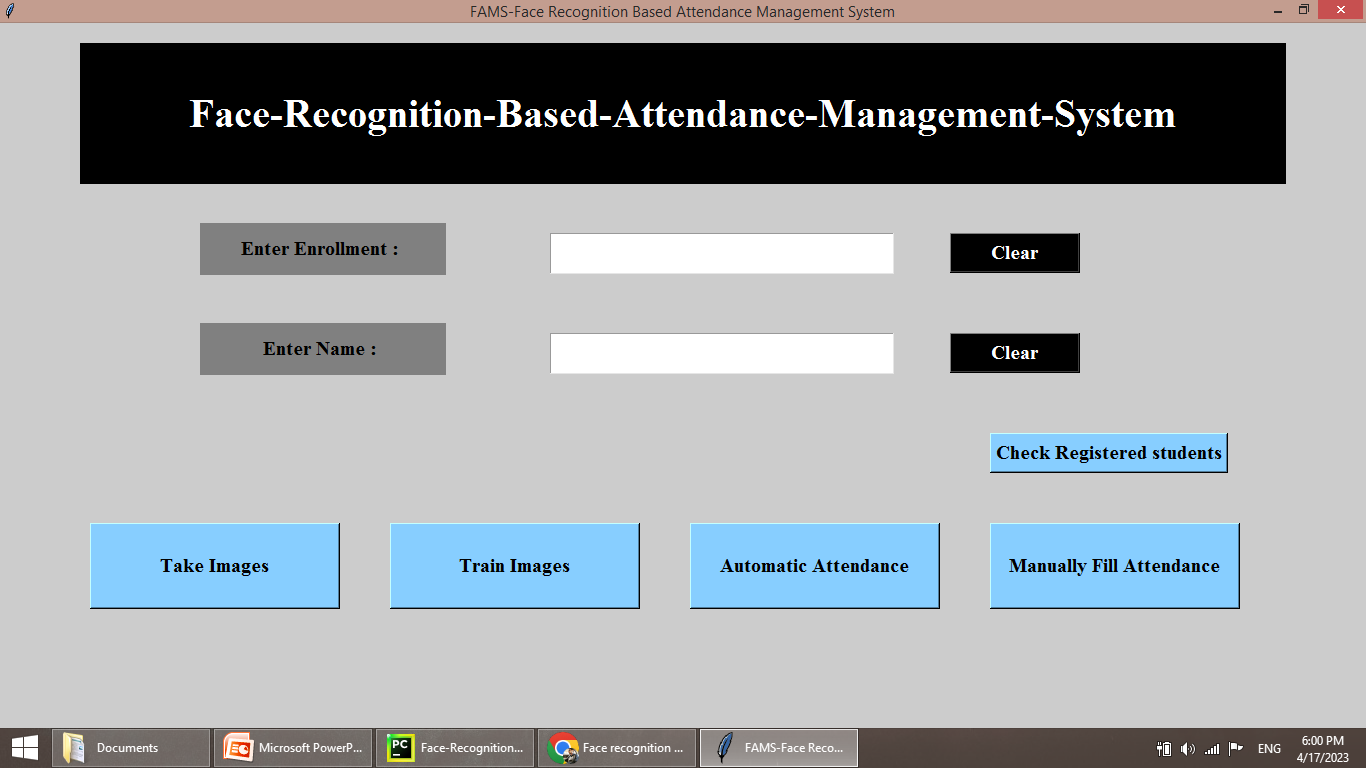 FAMS-Face Recognition Based Attendance Management System
Face-Recognition-Based-Attendance-Management-System
Enter Enrollment :
Clear
Enter Name :
Clear
Check Registered students
Take Images
Train Images
Automatic Attendance
Manually Fill Attendance
Documents
Microsoft PowerP...
PC
Face-Recognition...
Face recognition ...
FAMS-Face Reco...
ENG
6:00 PM
4/17/2023